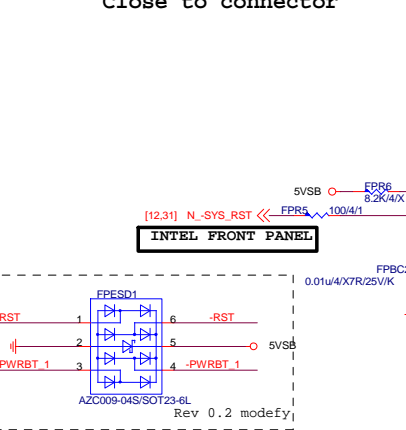 Close to connector
5VSB
FPR6
8.2K/4/X
[12,31] N_-SYS_RST
FPR5
100/4/1
INTEL FRONT PANEL
FPBC2
0.01u/4/X7R/25V/K
FPESD1
RST 1 6 -RST
2 5 5VSB
PWRBT_1 3 4 -PWRBT_1
AZC009-04S/SOT23-6L
Rev 0.2 modefy